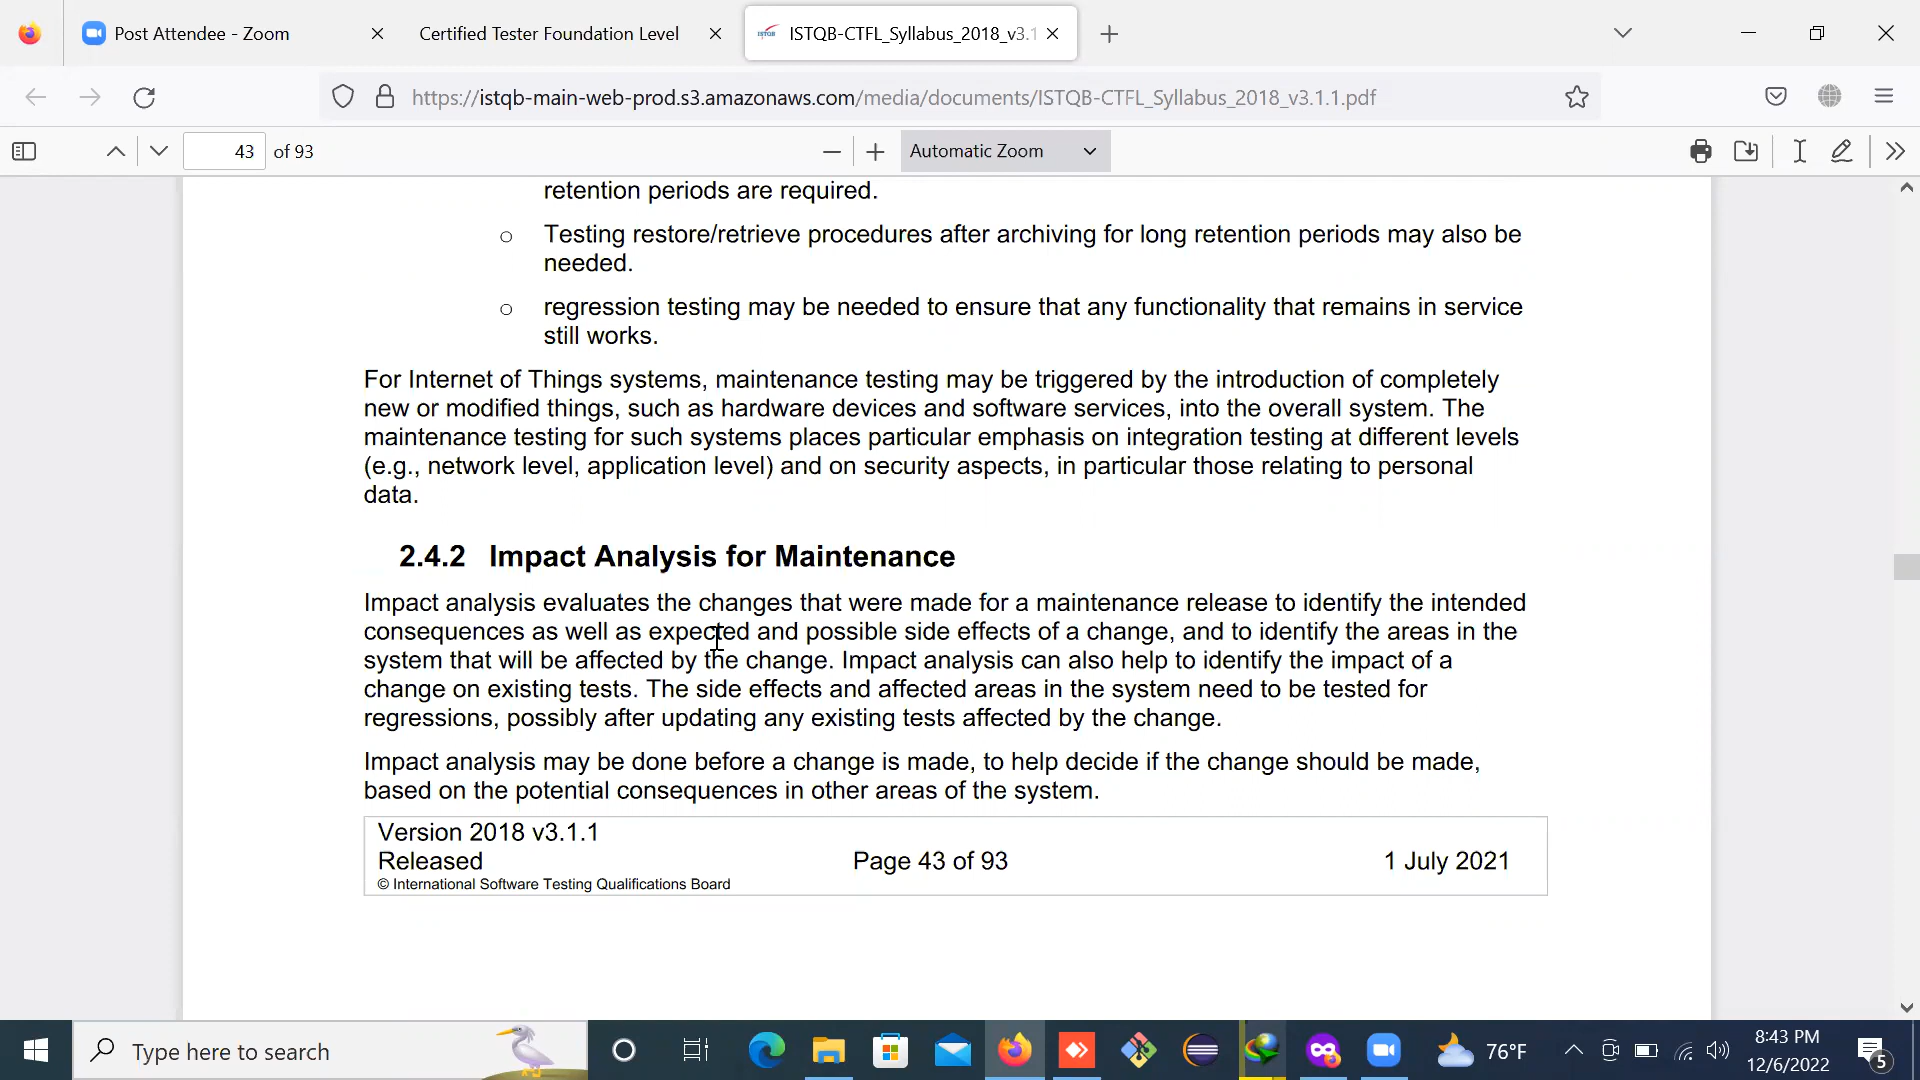 Post Attendee - Zoom
Certified Tester Foundation Level
ISTQB-CTFL_Syllabus_2018_v3.1
https://istqb-main-web-prod.s3.amazonaws.com/media/documents/ISTQB-CTFL_Syllabus_2018_v3.1.1.pdf
43 of 93
Automatic Zoom
retention periods are required.
o Testing restore/retrieve procedures after archiving for long retention periods may also be
needed.
o regression testing may be needed to ensure that any functionality that remains in service
still works.
For Internet of Things systems, maintenance testing may be triggered by the introduction of completely
new or modified things, such as hardware devices and software services, into the overall system. The
maintenance testing for such systems places particular emphasis on integration testing at different levels
(e.g., network level, application level) and on security aspects, in particular those relating to personal
data.
2.4.2 Impact Analysis for Maintenance
Impact analysis evaluates the changes that were made for a maintenance release to identify the intended
consequences as well as expected and possible side effects of a change, and to identify the areas in the
system that will be affected by the change. Impact analysis can also help to identify the impact of a
change on existing tests. The side effects and affected areas in the system need to be tested for
regressions, possibly after updating any existing tests affected by the change.
Impact analysis may be done before a change is made, to help decide if the change should be made,
based on the potential consequences in other areas of the system.
Version 2018 v3.1.1
Released
Page 43 of 93
1 July 2021
© International Software Testing Qualifications Board
Type here to search
76°F
8:43 PM
12/6/2022
5